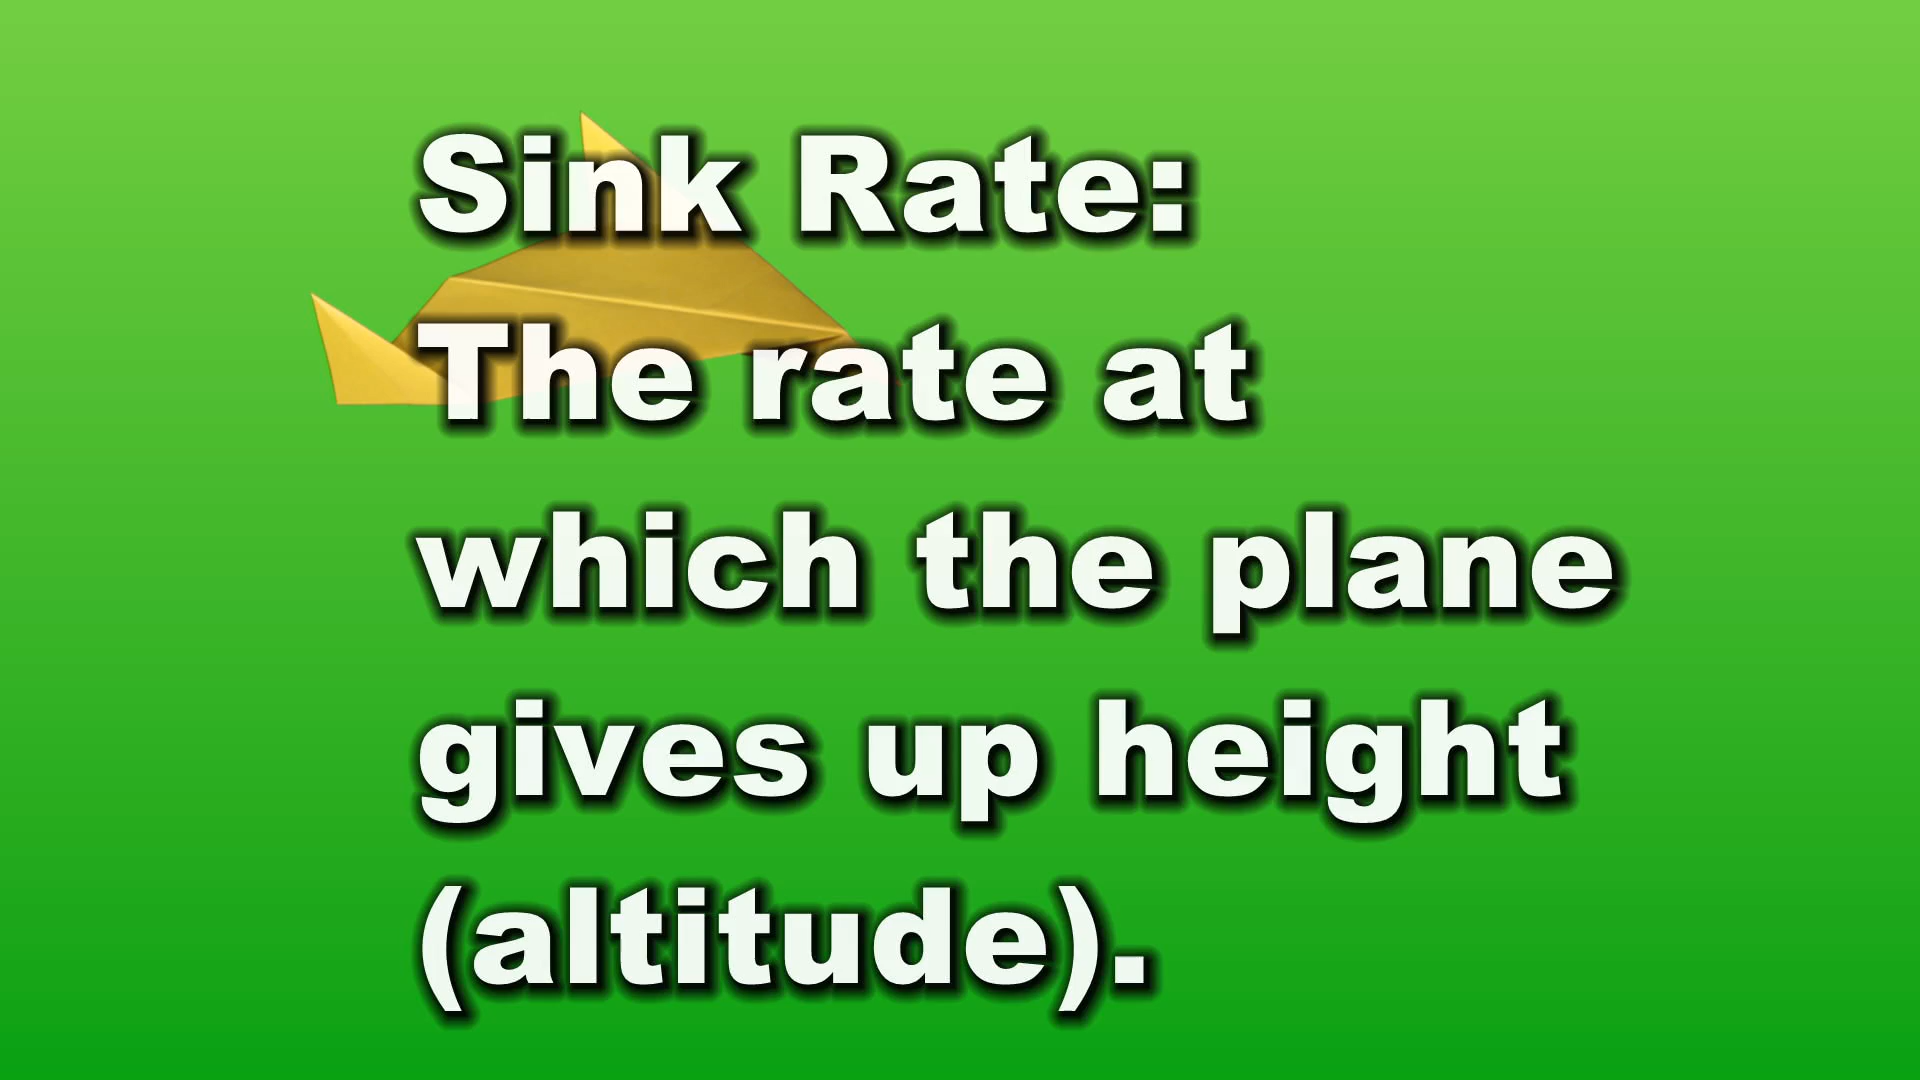 Sink Rate:
The rate at
which the plane
gives up height
(altitude).